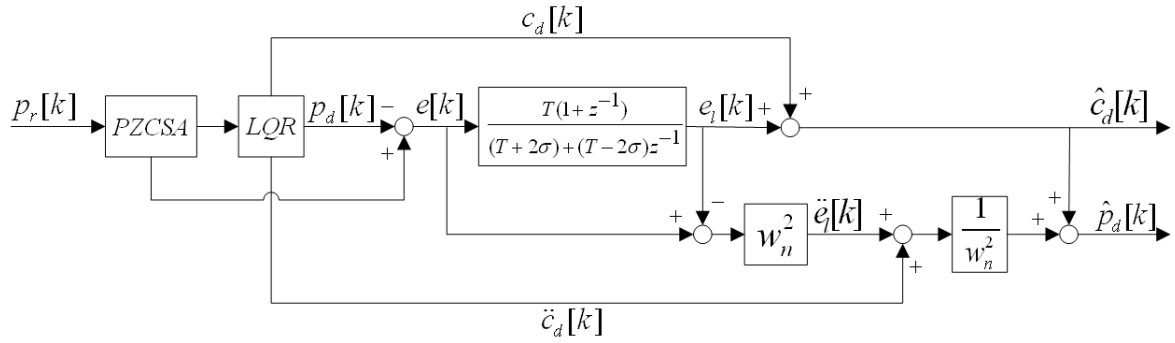 c_d[k]
p_r[k]
PZCSA
LQR
p_d[k]
−
+
e[k]
T(1+z^{-1})
(T+2σ)+(T−2σ)z^{-1}
e_l[k]
+
+
ĉ_d[k]
+
−
w_n^2
ë_l[k]
+
+
1
w_n^2
+
+
p̂_d[k]
c̈_d[k]